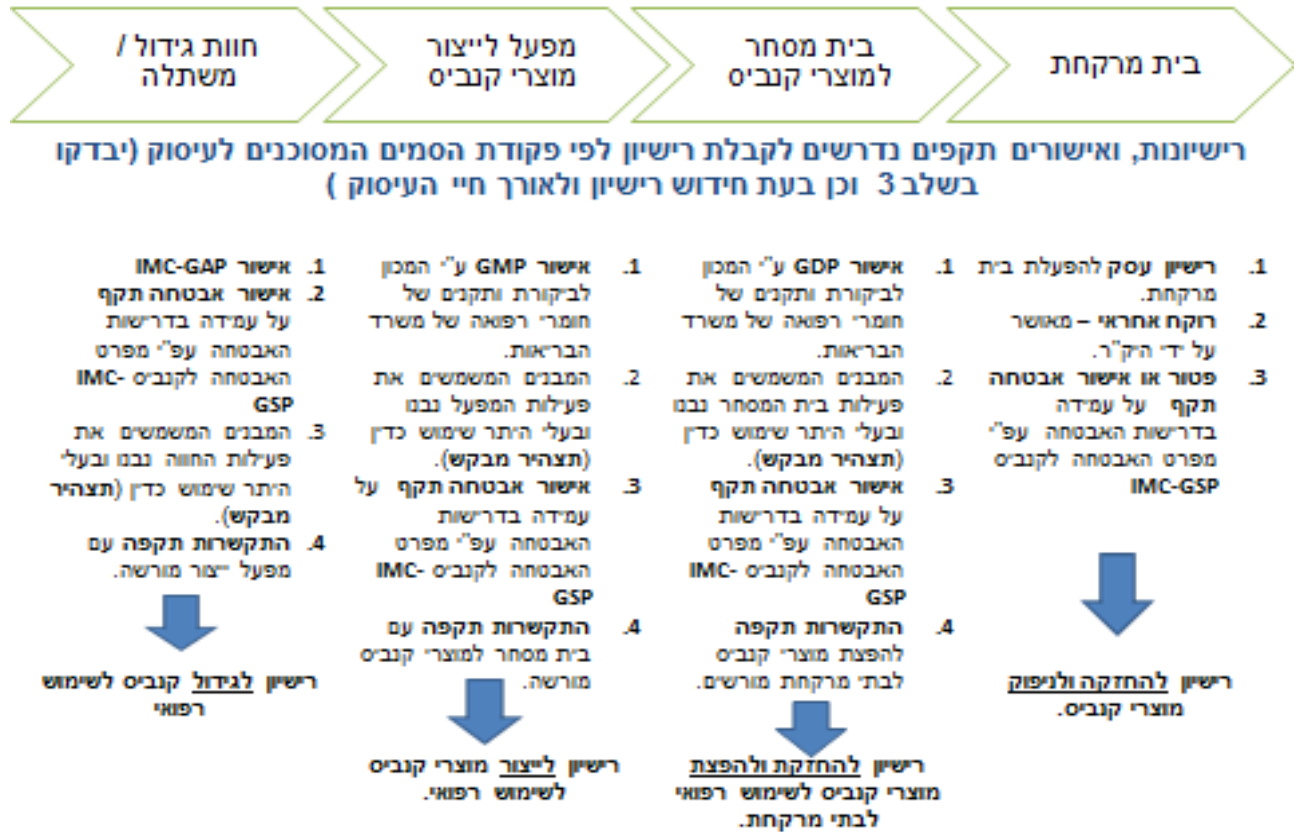 חוות גידול /
משתלה
מפעל לייצור
מוצרי קנביס
בית מסחר
למוצרי קנביס
בית מרקחת
רישיונות, ואישורים תקפים נדרשים לקבלת רישיון לפי פקודת הסמים המסוכנים לעיסוק (יבדקו
בשלב 3 וכן בעת חידוש רישיון ולאורך חיי העיסוק )
1. אישור IMC-GAP
2. אישור אבטחה תקף
על עמידה בדרישות
האבטחה עפ"י מפרט
האבטחה לקנביס IMC-
GSP
3. המבנים המשמשים את
פעילות החווה נבנו ובעלי
היתר שימוש כדין (תצהיר
מבקש).
4. התקשרות תקפה עם
מפעל ייצור מורשה.
רישיון לגידול קנביס לשימוש
רפואי
1. אישור GMP ע"י המכון
לביקורת ותקנים של
חומרי רפואה של משרד
הבריאות.
2. המבנים המשמשים את
פעילות המפעל נבנו
ובעלי היתר שימוש כדין
(תצהיר מבקש).
3. אישור אבטחה תקף על
עמידה בדרישות
האבטחה עפ"י מפרט
האבטחה לקנביס IMC-
GSP
4. התקשרות תקפה עם
בית מסחר למוצרי קנביס
מורשה.
רישיון לייצור מוצרי קנביס
לשימוש רפואי.
1. אישור GDP ע"י המכון
לביקורת ותקנים של
חומרי רפואה של משרד
הבריאות.
2. המבנים המשמשים את
פעילות בית המסחר נבנו
ובעלי היתר שימוש כדין
(תצהיר מבקש).
3. אישור אבטחה תקף
על עמידה בדרישות
האבטחה עפ"י מפרט
האבטחה לקנביס IMC-
GSP
4. התקשרות תקפה
להפצת מוצרי קנביס
לבתי מרקחת מורשים.
רישיון להחזקת ולהפצת
מוצרי קנביס לשימוש רפואי
לבתי מרקחת.
1. רישיון עסק להפעלת בית
מרקחת.
2. רוקח אחראי – מאושר
על ידי היק"ר.
3. פטור או אישור אבטחה
תקף על עמידה
בדרישות האבטחה עפ"י
מפרט האבטחה לקנביס
IMC-GSP
רישיון להחזקה ולניפוק
מוצרי קנביס.